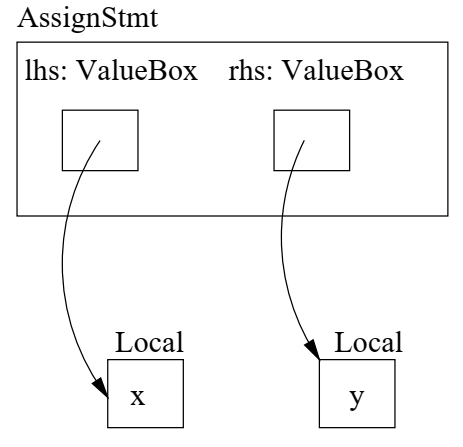 AssignStmt
lhs: ValueBox rhs: ValueBox
Local Local
x y